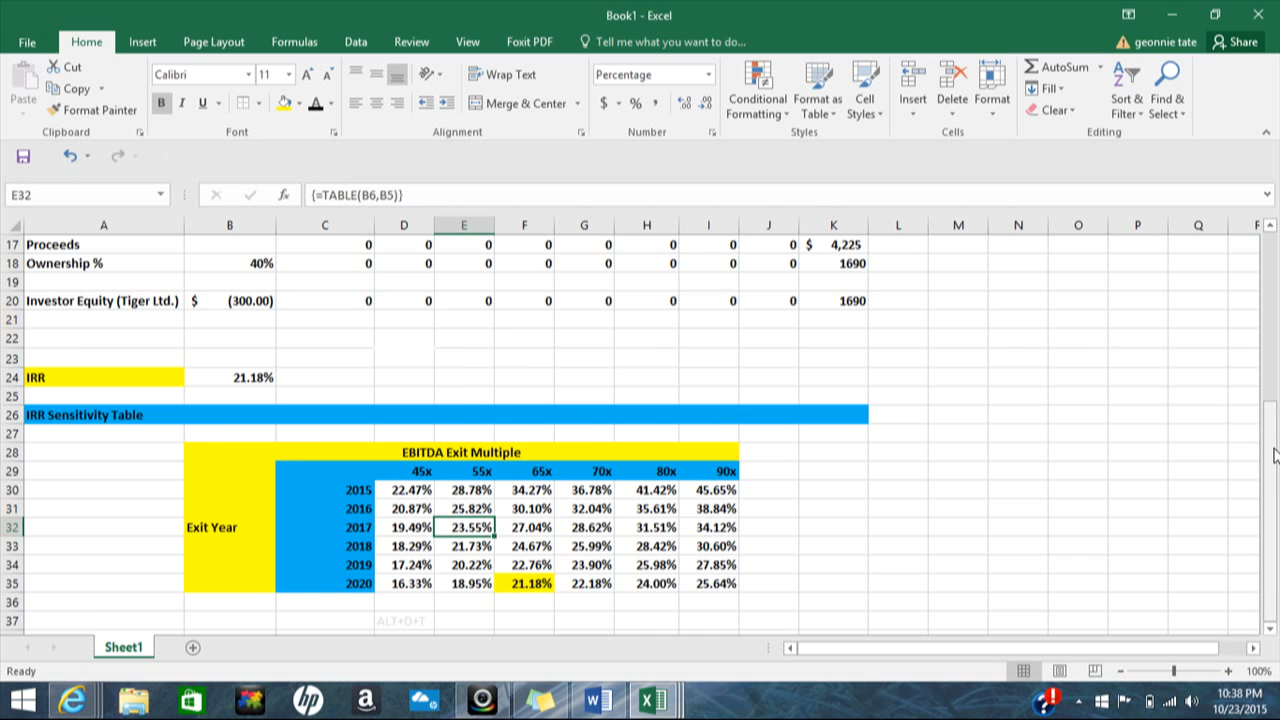 Book1 - Excel
File Home Insert Page Layout Formulas Data Review View Foxit PDF Tell me what you want to do... geonnie tate Share
Cut
Copy
Format Painter
Paste
Clipboard
Calibri 11 A A
B I U A
Font
Wrap Text
Merge & Center
Alignment
Percentage
$ % ,
Number
Conditional Formatting
Format as Table
Cell Styles
Styles
Insert Delete Format
Cells
AutoSum
Fill
Clear
Sort & Filter
Find & Select
Editing
E32 fx {=TABLE(B6,B5)}
A B C D E F G H I J K L M N O P Q
17 Proceeds 0 0 0 0 0 0 0 0 $ 4,225
18 Ownership % 40% 0 0 0 0 0 0 0 0 1690
19
20 Investor Equity (Tiger Ltd.) $ (300.00) 0 0 0 0 0 0 0 0 1690
21
22
23
24 IRR 21.18%
25
26 IRR Sensitivity Table
27
28 EBITDA Exit Multiple
29 45x 55x 65x 70x 80x 90x
30 2015 22.47% 28.78% 34.27% 36.78% 41.42% 45.65%
31 2016 20.87% 25.82% 30.10% 32.04% 35.61% 38.84%
32 Exit Year 2017 19.49% 23.55% 27.04% 28.62% 31.51% 34.12%
33 2018 18.29% 21.73% 24.67% 25.99% 28.42% 30.60%
34 2019 17.24% 20.22% 22.76% 23.90% 25.98% 27.85%
35 2020 16.33% 18.95% 21.18% 22.18% 24.00% 25.64%
36
37 ALT+D+T
Sheet1
Ready 100%
10:38 PM
10/23/2015